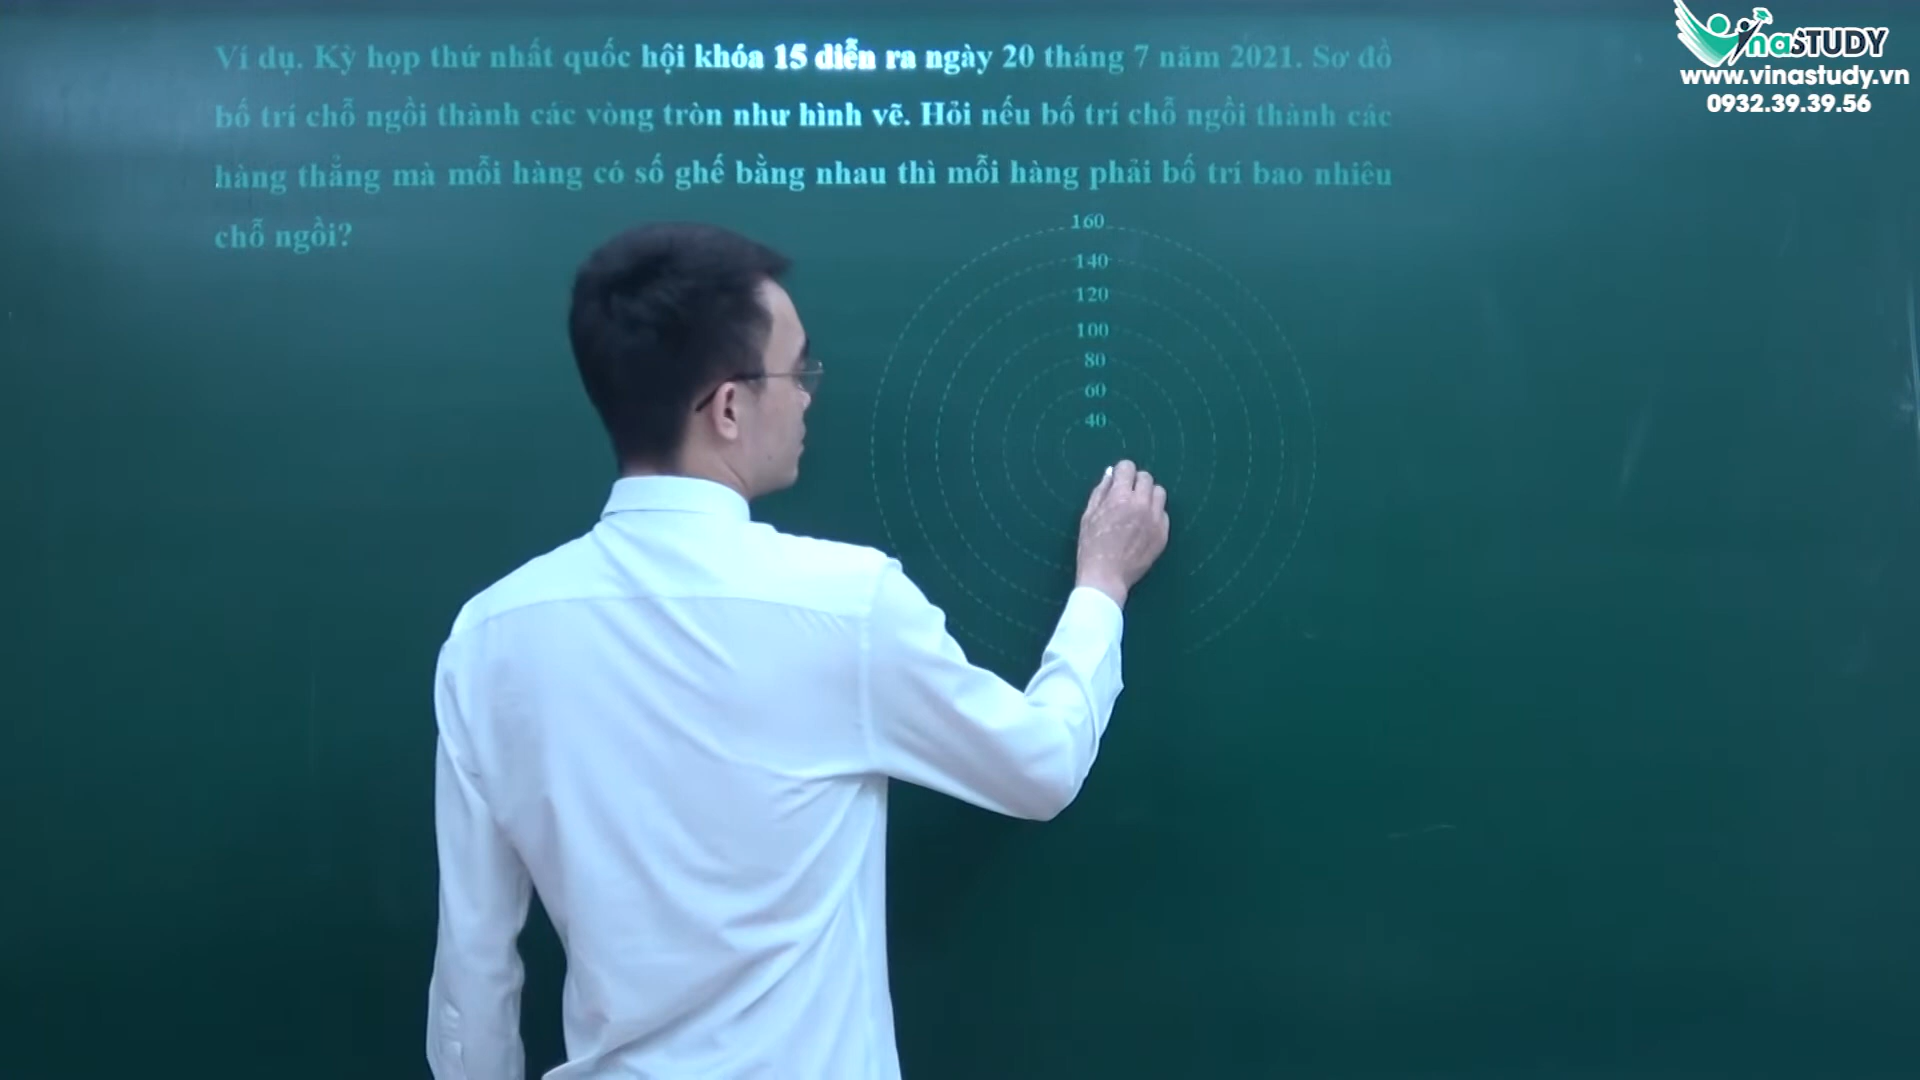 Ví dụ. Kỳ họp thứ nhất quốc hội khóa 15 diễn ra ngày 20 tháng 7 năm 2021. Sơ đồ
bố trí chỗ ngồi thành các vòng tròn như hình vẽ. Hỏi nếu bố trí chỗ ngồi thành các
hàng thẳng mà mỗi hàng có số ghế bằng nhau thì mỗi hàng phải bố trí bao nhiêu
chỗ ngồi?
160
140
120
100
80
60
40
VinaSTUDY
www.vinastudy.vn
0932.39.39.56